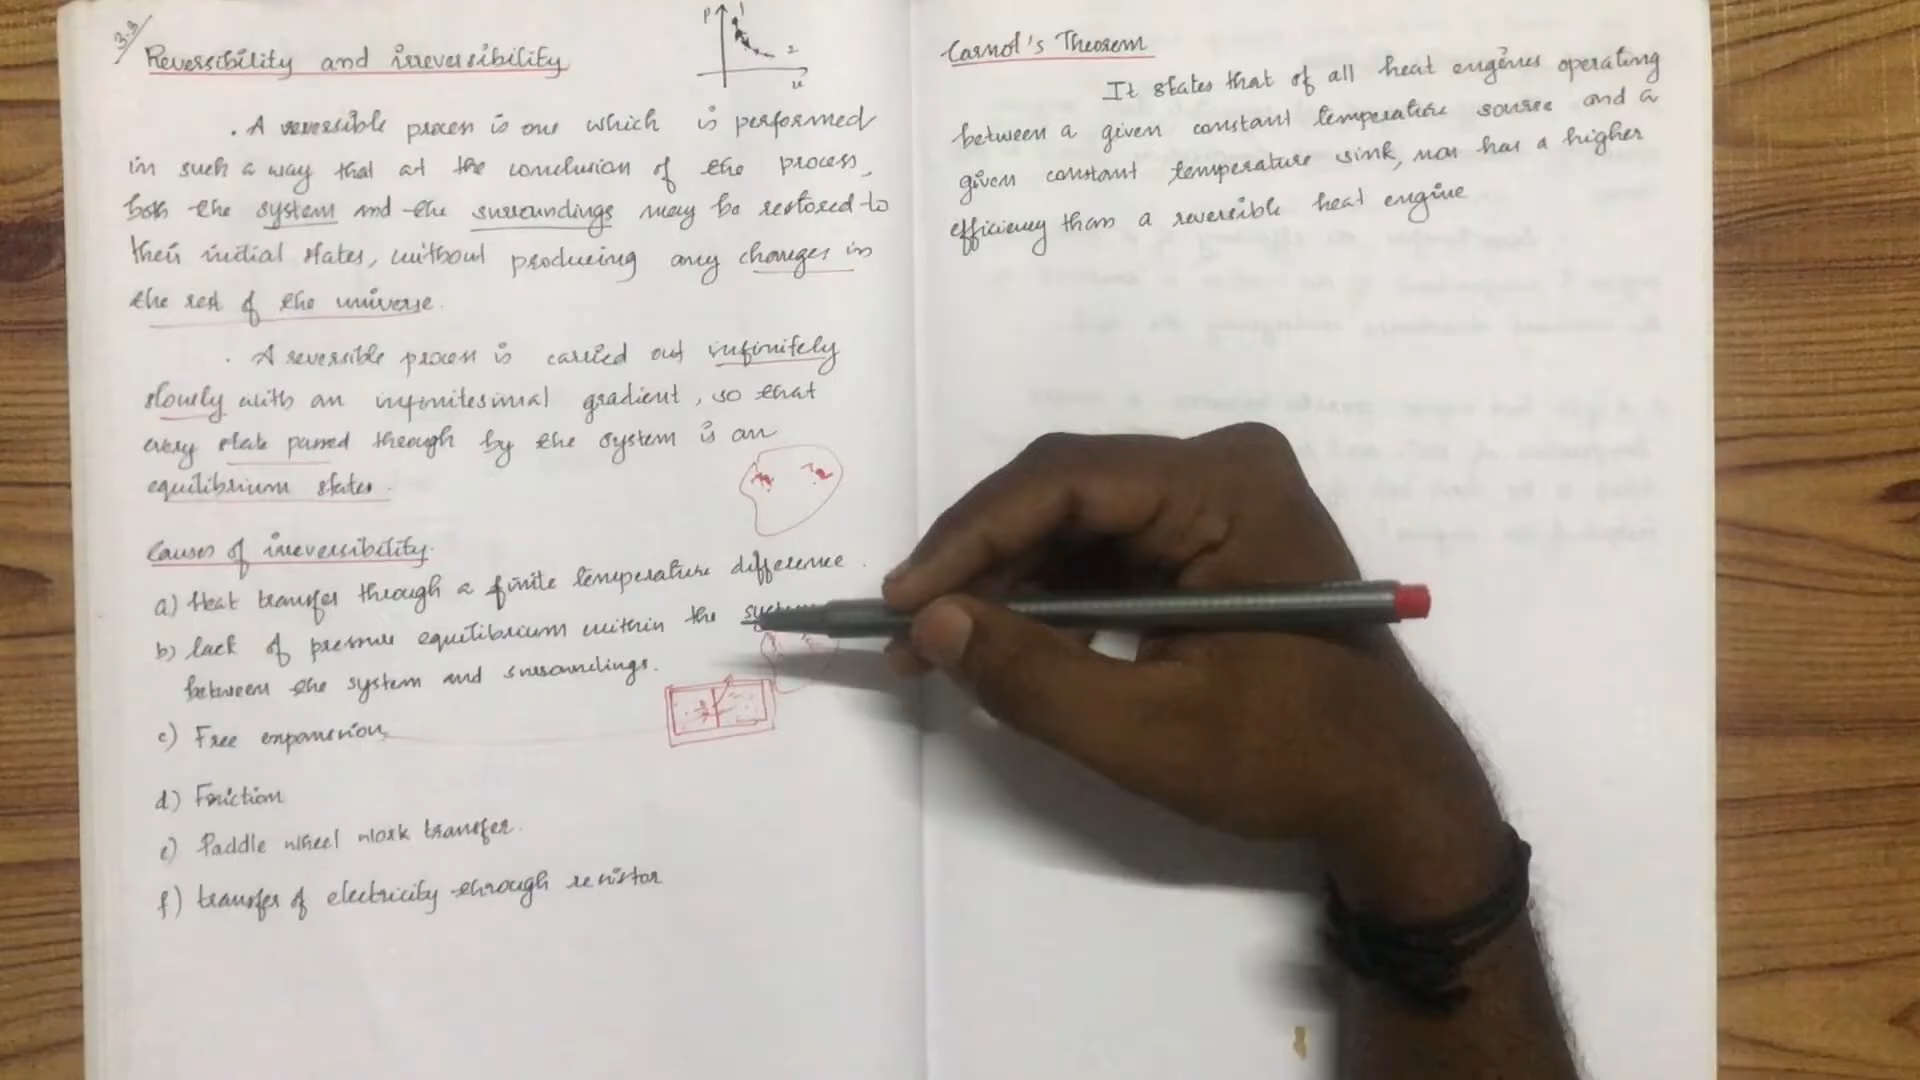 3.3
Reversibility and irreversibility
P
1
2
v
. A reversible process is one which is performed
in such a way that at the conclusion of the process,
both the system and the surroundings may be restored to
their initial states, without producing any changes in
the rest of the universe.
. A reversible process is carried out infinitely
slowly with an infinitesimal gradient, so that
every state passed through by the system is an
equilibrium states.
Causes of irreversibility.
a) Heat transfer through a finite temperature difference.
b) lack of pressure equilibrium within the
between the system and surroundings.
c) Free expansion
d) Friction
e) Paddle wheel work transfer.
f) transfer of electricity through resistor
Carnot's Theorem
It states that of all heat engines operating
between a given constant temperature source and a
given constant temperature sink, non has a higher
efficiency than a reversible heat engine